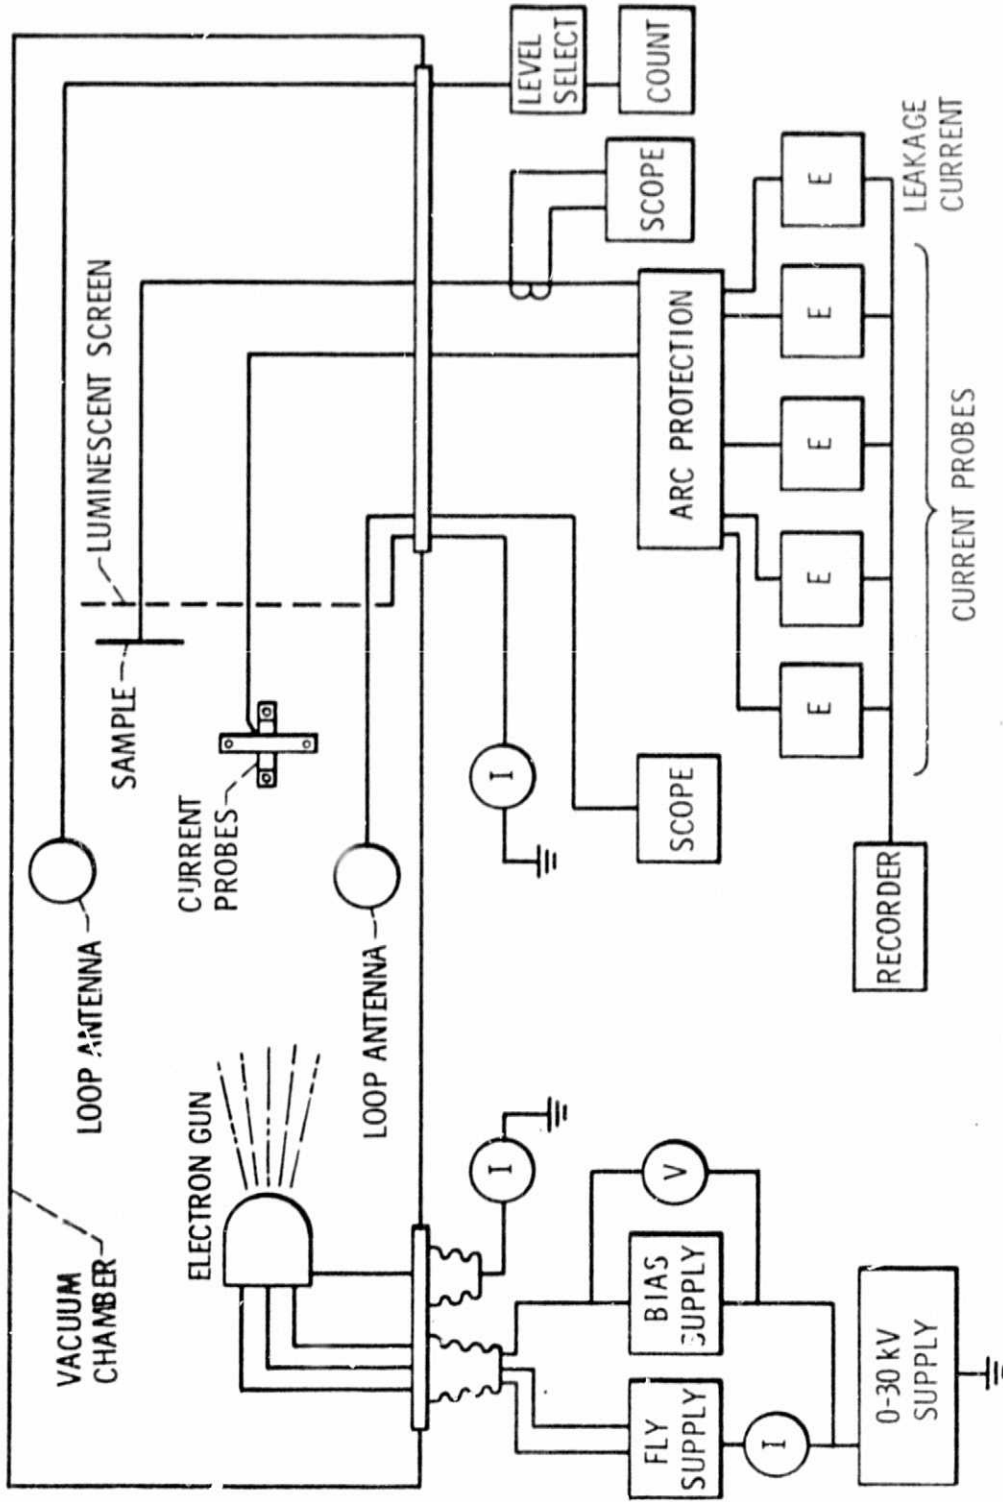 VACUUM
CHAMBER
LOOP ANTENNA
SAMPLE
LUMINESCENT SCREEN
ELECTRON GUN
CURRENT
PROBES
LOOP ANTENNA
LEVEL
SELECT
COUNT
SCOPE
I
I
FLY
SUPPLY
BIAS
SUPPLY
V
I
0-30 kV
SUPPLY
SCOPE
ARC PROTECTION
E
E
E
E
E
RECORDER
LEAKAGE
CURRENT
CURRENT PROBES